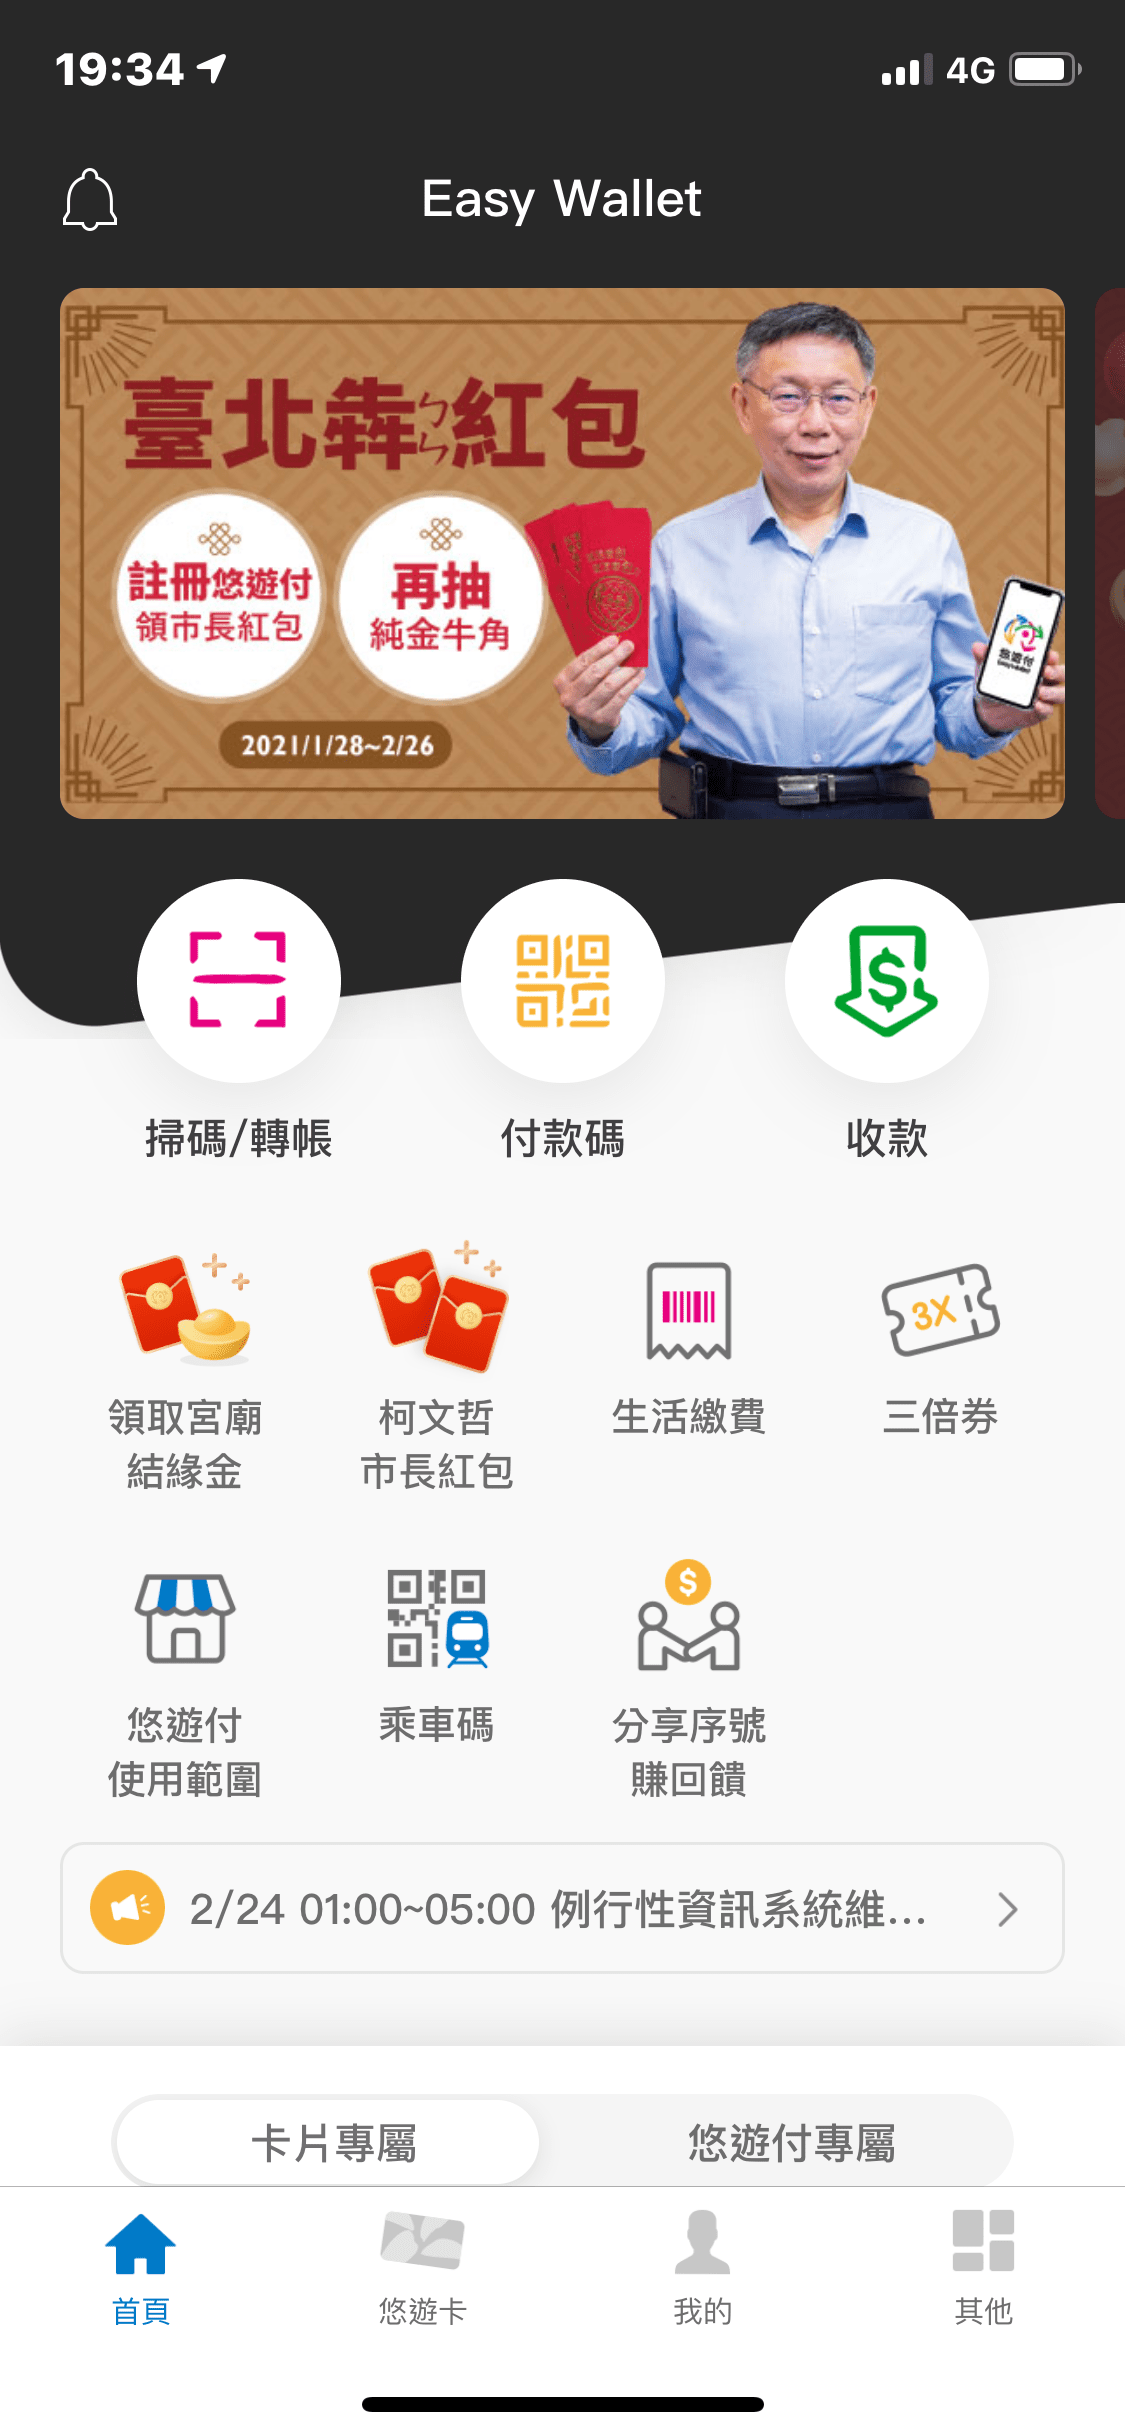 19:34
4G
Easy Wallet
臺北犇ㄅㄣ紅包
註冊悠遊付
領市長紅包
再抽
純金牛角
2021/1/28~2/26
悠遊付
掃碼/轉帳
付款碼
收款
3X
領取宮廟
結緣金
柯文哲
市長紅包
生活繳費
三倍券
悠遊付
使用範圍
乘車碼
分享序號
賺回饋
2/24 01:00~05:00 例行性資訊系統維...
卡片專屬
悠遊付專屬
首頁
悠遊卡
我的
其他